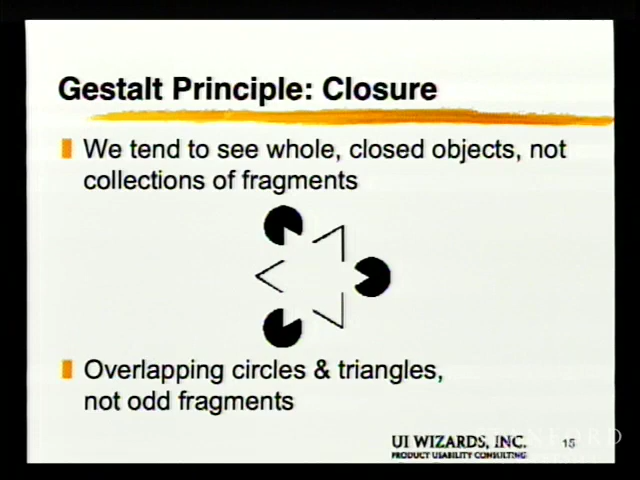 Gestalt Principle: Closure
We tend to see whole, closed objects, not
collections of fragments
Overlapping circles & triangles,
not odd fragments
UI WIZARDS, INC.
PRODUCT USABILITY CONSULTING
STANFORD
15